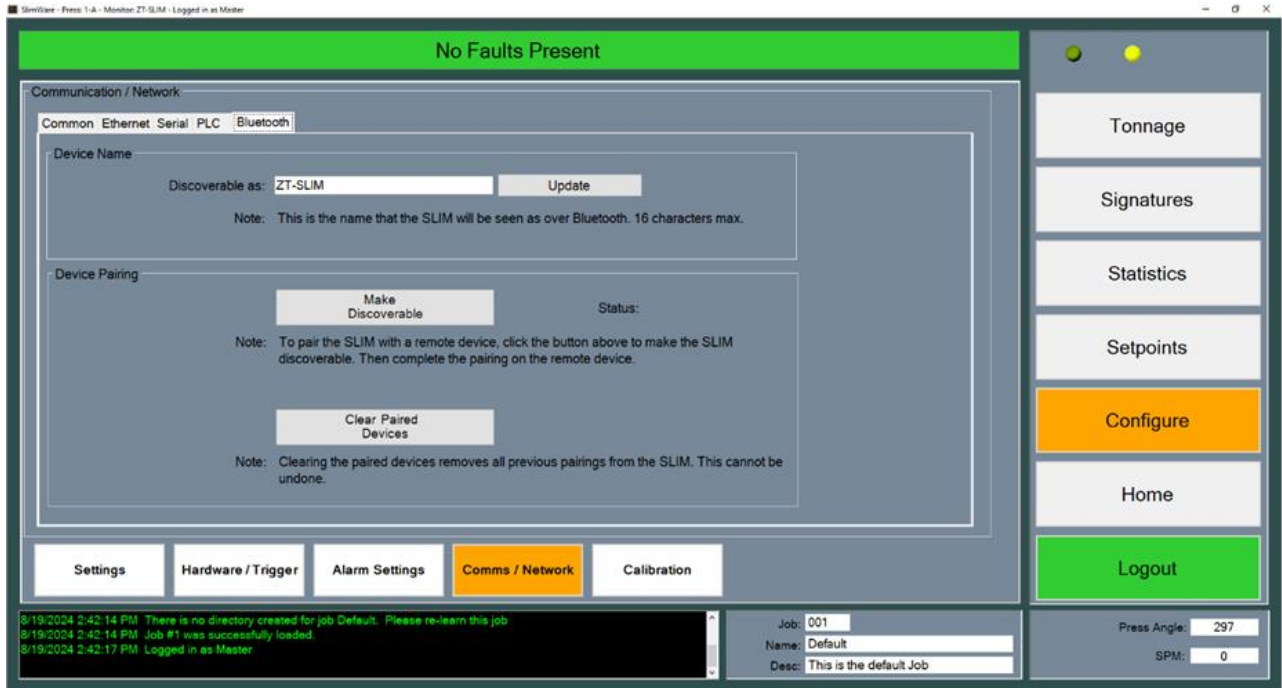 SlimWare - Press: 1-A - Monitor: ZT-SLIM - Logged in as Master
No Faults Present
Communication / Network
Common Ethernet Serial PLC Bluetooth
Device Name
Discoverable as: ZT-SLIM Update
Note: This is the name that the SLIM will be seen as over Bluetooth. 16 characters max.
Device Pairing
Make
Discoverable
Status:
Note: To pair the SLIM with a remote device, click the button above to make the SLIM
discoverable. Then complete the pairing on the remote device.
Clear Paired
Devices
Note: Clearing the paired devices removes all previous pairings from the SLIM. This cannot be
undone.
Settings Hardware / Trigger Alarm Settings Comms / Network Calibration
Tonnage
Signatures
Statistics
Setpoints
Configure
Home
Logout
8/19/2024 2:42:14 PM There is no directory created for job Default. Please re-learn this job
8/19/2024 2:42:14 PM Job #1 was successfully loaded.
8/19/2024 2:42:17 PM Logged in as Master
Job: 001
Name: Default
Desc: This is the default Job
Press Angle: 297
SPM: 0